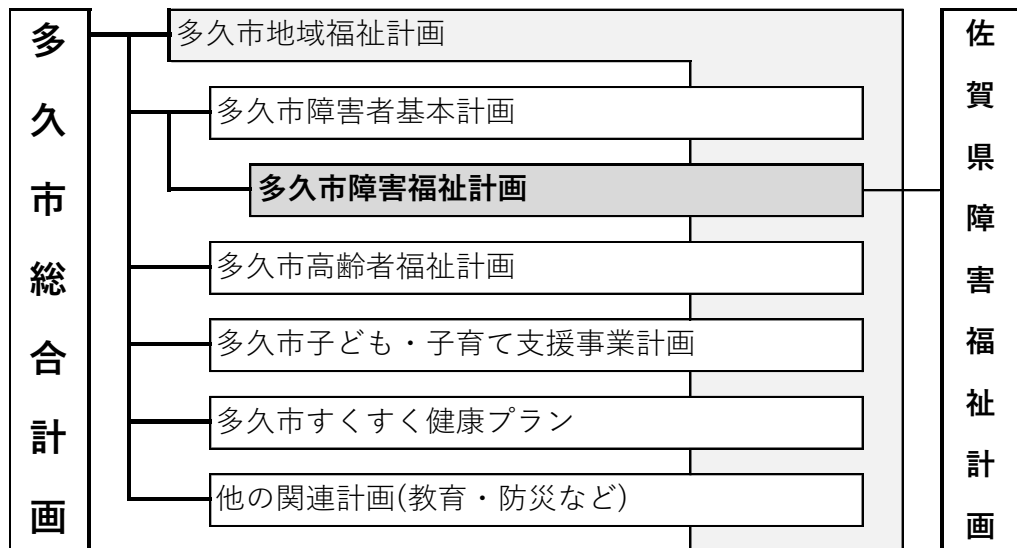 多久市総合計画
多久市地域福祉計画
多久市障害者基本計画
多久市障害福祉計画
多久市高齢者福祉計画
多久市子ども・子育て支援事業計画
多久市すくすく健康プラン
他の関連計画(教育・防災など)
佐賀県障害福祉計画